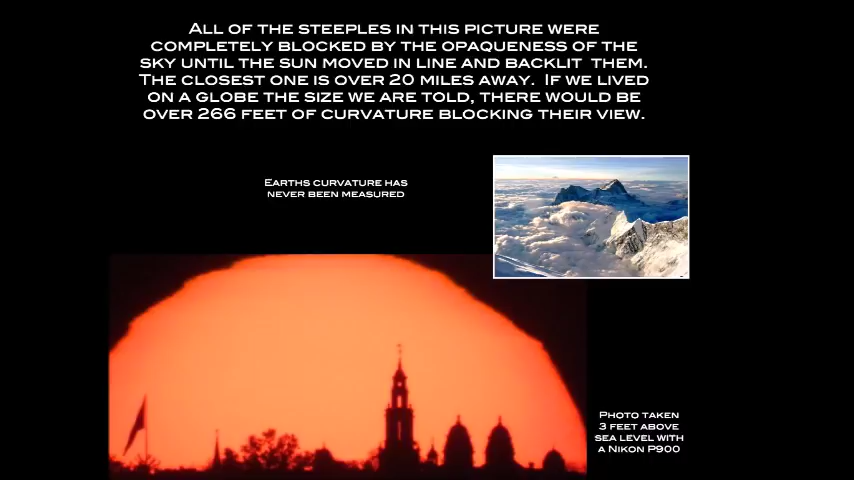 ALL OF THE STEEPLES IN THIS PICTURE WERE
COMPLETELY BLOCKED BY THE OPAQUENESS OF THE
SKY UNTIL THE SUN MOVED IN LINE AND BACKLIT THEM.
THE CLOSEST ONE IS OVER 20 MILES AWAY. IF WE LIVED
ON A GLOBE THE SIZE WE ARE TOLD, THERE WOULD BE
OVER 266 FEET OF CURVATURE BLOCKING THEIR VIEW.
EARTHS CURVATURE HAS
NEVER BEEN MEASURED
PHOTO TAKEN
3 FEET ABOVE
SEA LEVEL WITH
A NIKON P900